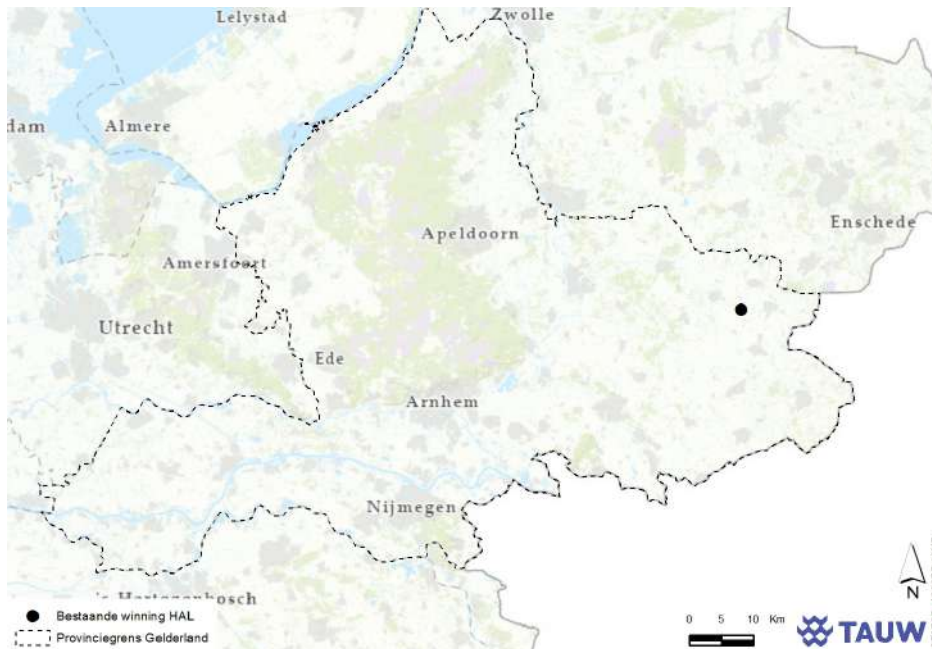 Lelystad
Zwolle
dam
Almere
Apeldoorn
Enschede
Amersfoort
Utrecht
Ede
Arnhem
Nijmegen
's Hertogenbosch
Bestaande winning HAL
Provinciegrens Gelderland
0 5 10 Km
N
TAUW